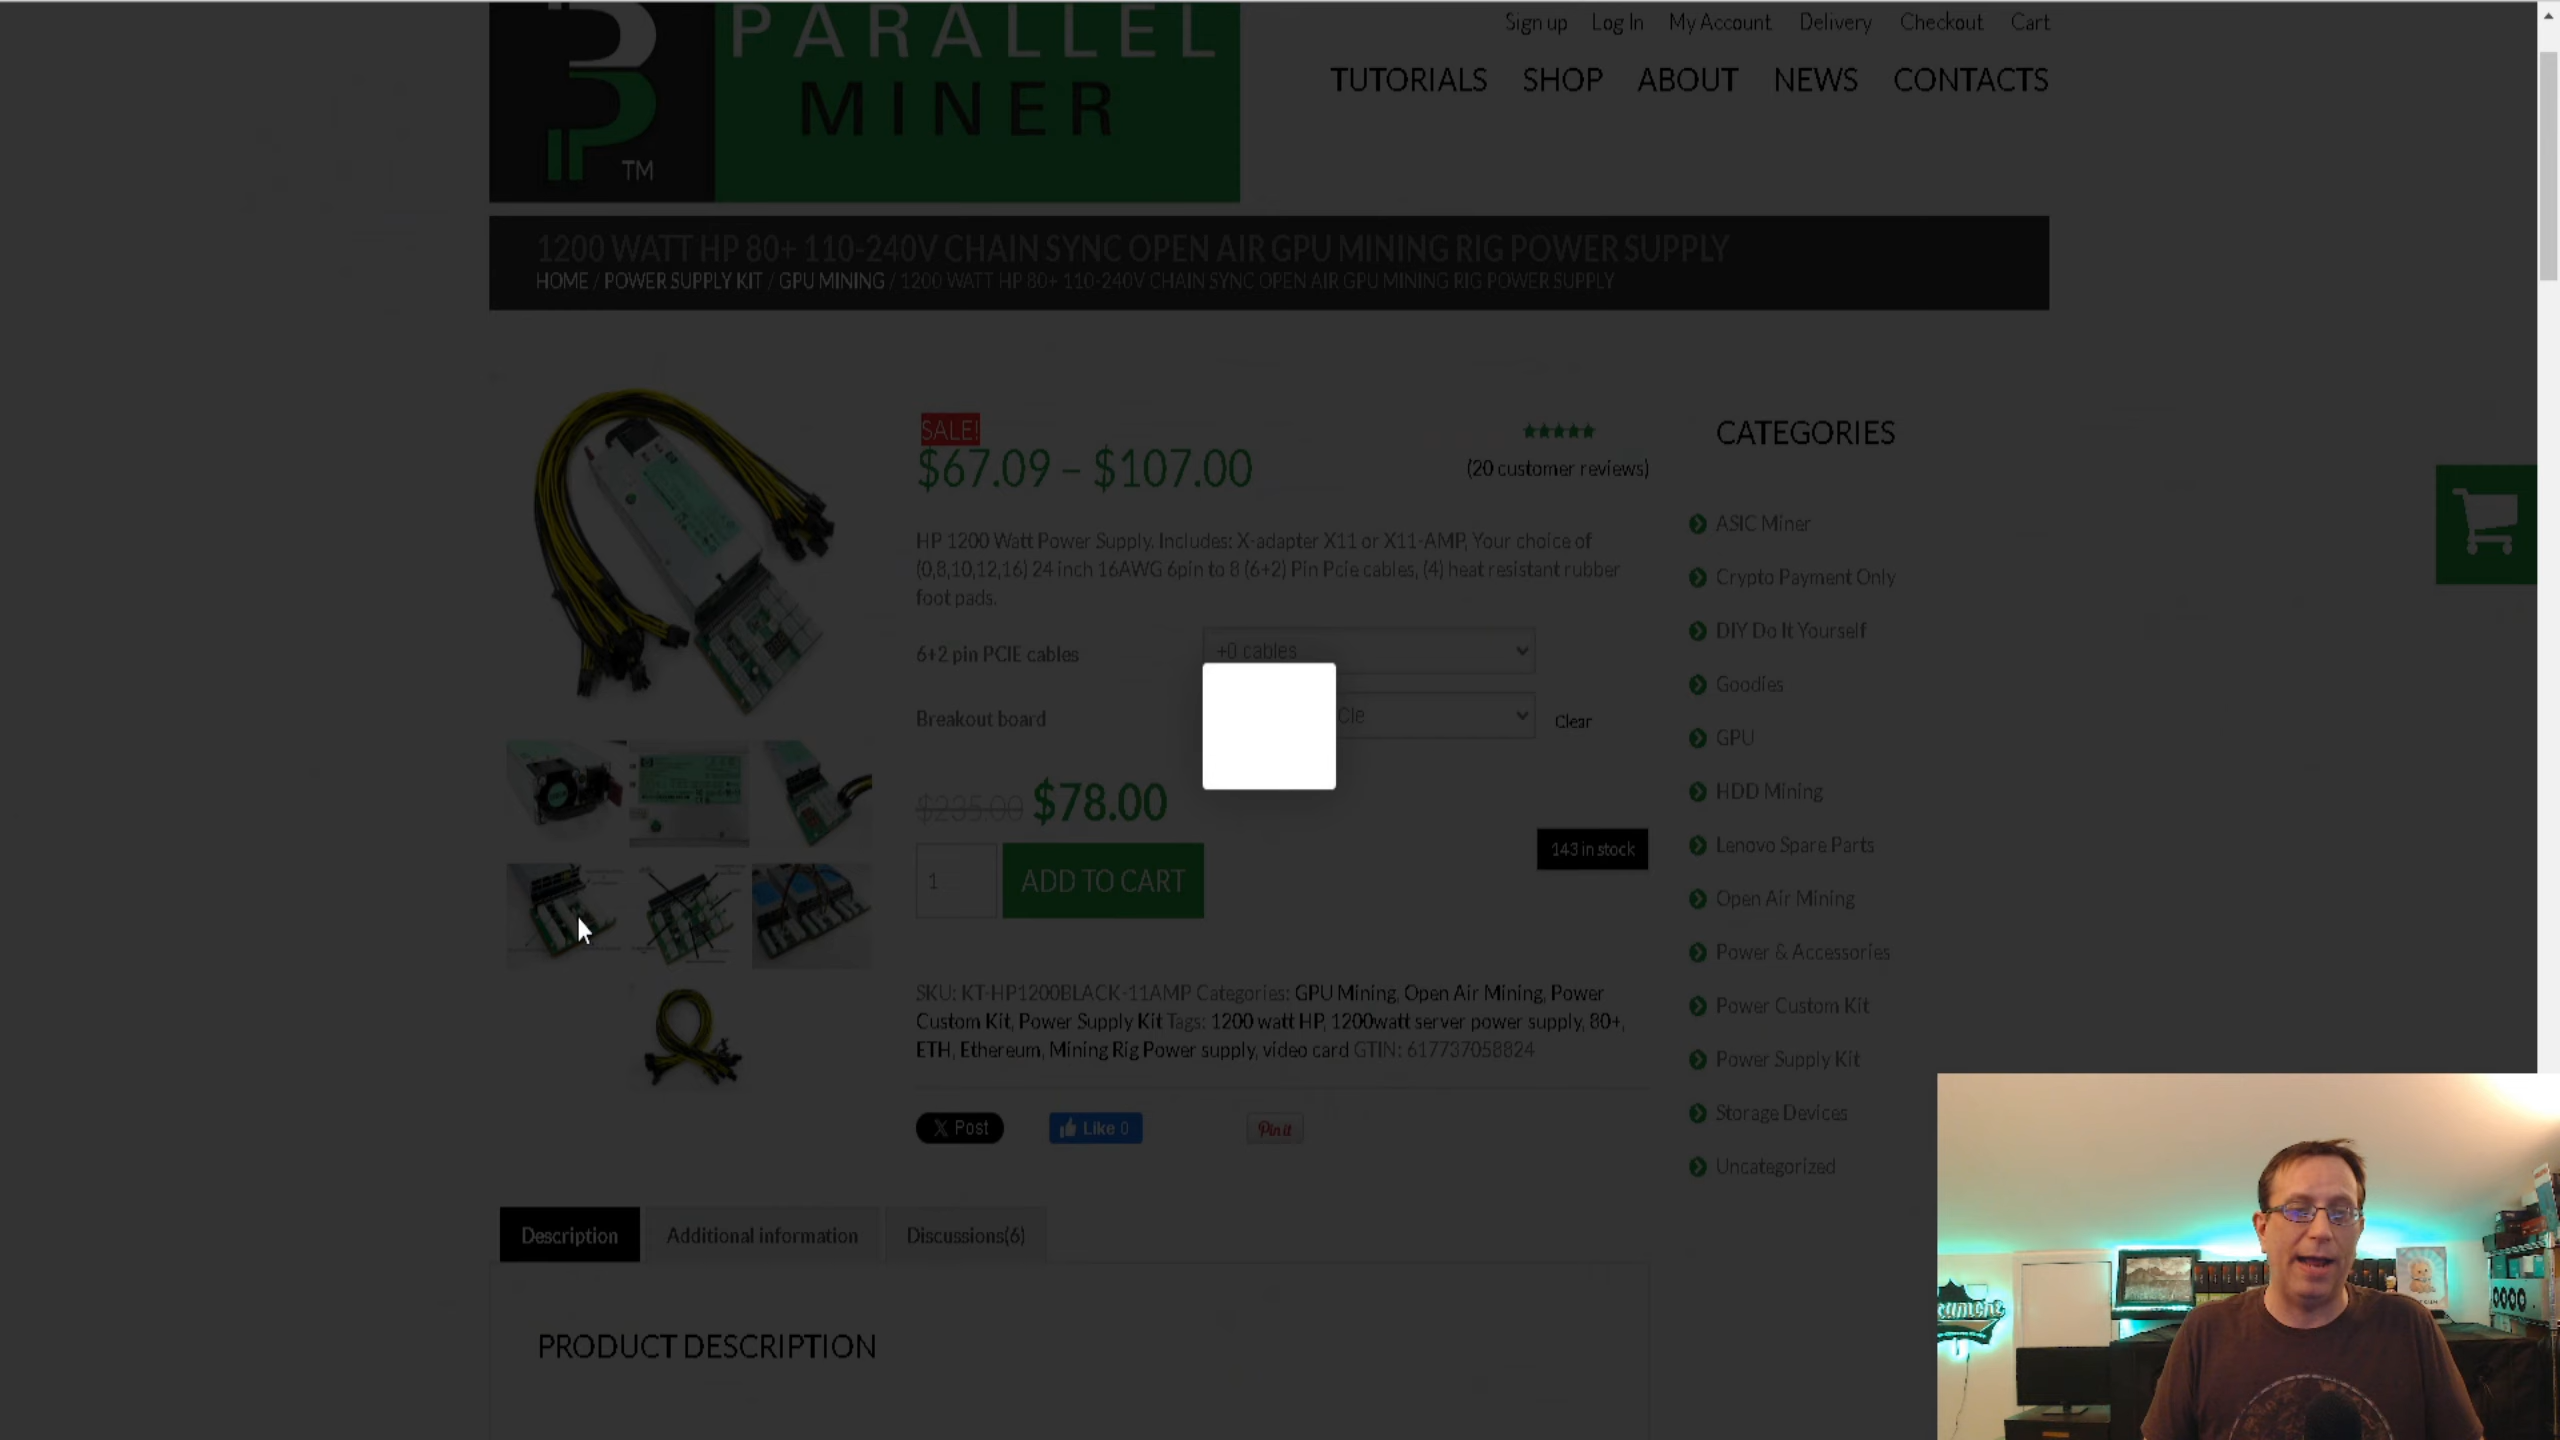 PARALLEL
MINER
TM
Sign up Log In My Account Delivery Checkout Cart
TUTORIALS SHOP ABOUT NEWS CONTACTS
1200 WATT HP 80+ 110-240V CHAIN SYNC OPEN AIR GPU MINING RIG POWER SUPPLY
HOME / POWER SUPPLY KIT / GPU MINING / 1200 WATT HP 80+ 110-240V CHAIN SYNC OPEN AIR GPU MINING RIG POWER SUPPLY
SALE!
$67.09 – $107.00
(20 customer reviews)
HP 1200 Watt Power Supply. Includes: X-adapter X11 or X11-AMP, Your choice of
(0,8,10,12,16) 24 inch 16AWG 6pin to 8 (6+2) Pin Pcie cables, (4) heat resistant rubber
foot pads.
6+2 pin PCIE cables +0 cables
Breakout board CIe Clear
$235.00 $78.00
143 in stock
1 ADD TO CART
SKU: KT-HP1200BLACK-11AMP Categories: GPU Mining, Open Air Mining, Power
Custom Kit, Power Supply Kit Tags: 1200 watt HP, 1200watt server power supply, 80+,
ETH, Ethereum, Mining Rig Power supply, video card GTIN: 617737058824
X Post Like 0 Pin it
CATEGORIES
ASIC Miner
Crypto Payment Only
DIY Do It Yourself
Goodies
GPU
HDD Mining
Lenovo Spare Parts
Open Air Mining
Power & Accessories
Power Custom Kit
Power Supply Kit
Storage Devices
Uncategorized
Description Additional information Discussions(6)
PRODUCT DESCRIPTION